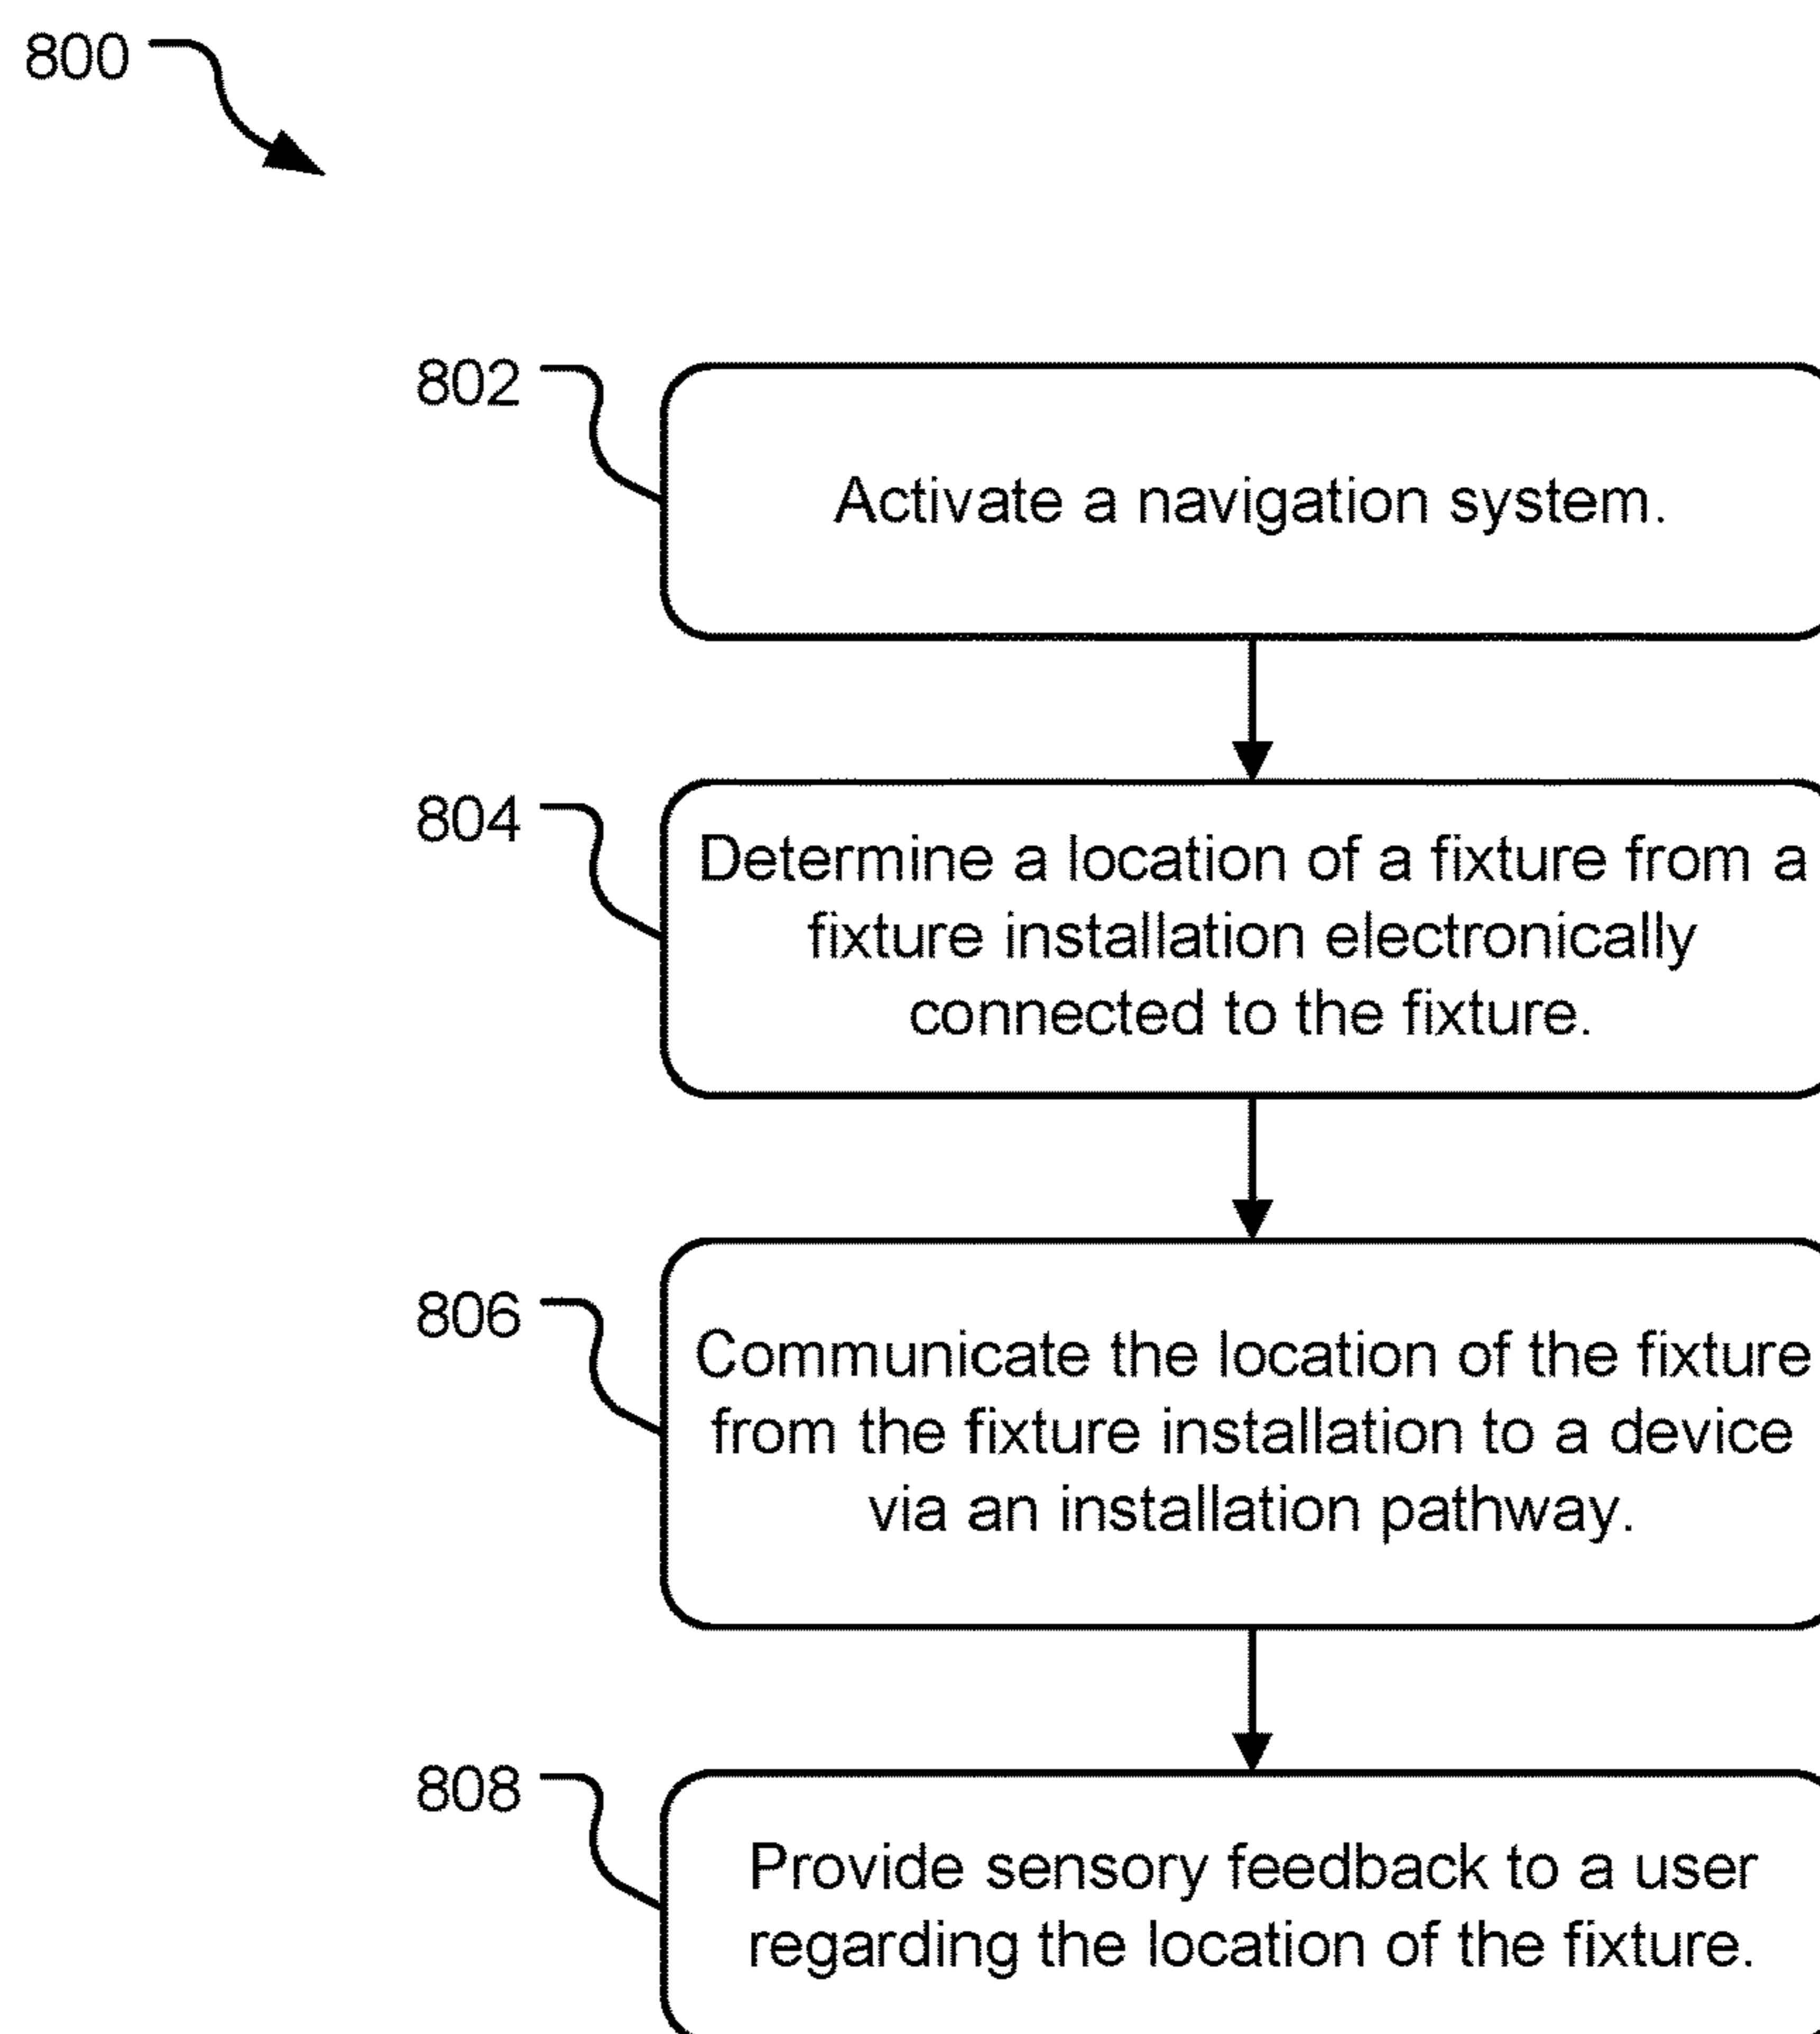 800
802
Activate a navigation system.
804
Determine a location of a fixture from a
fixture installation electronically
connected to the fixture.
806
Communicate the location of the fixture
from the fixture installation to a device
via an installation pathway.
808
Provide sensory feedback to a user
regarding the location of the fixture.